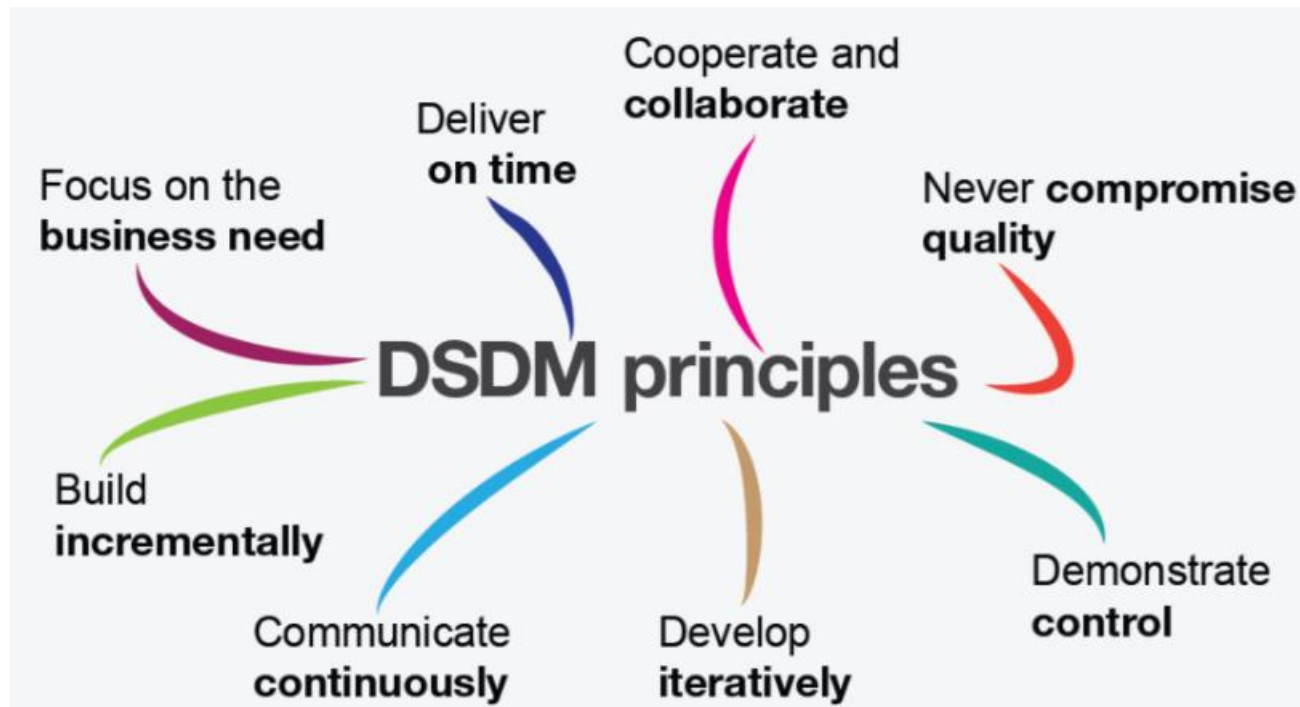 Cooperate and
collaborate
Deliver
on time
Focus on the
business need
Never compromise
quality
DSDM principles
Build
incrementally
Communicate
continuously
Develop
iteratively
Demonstrate
control